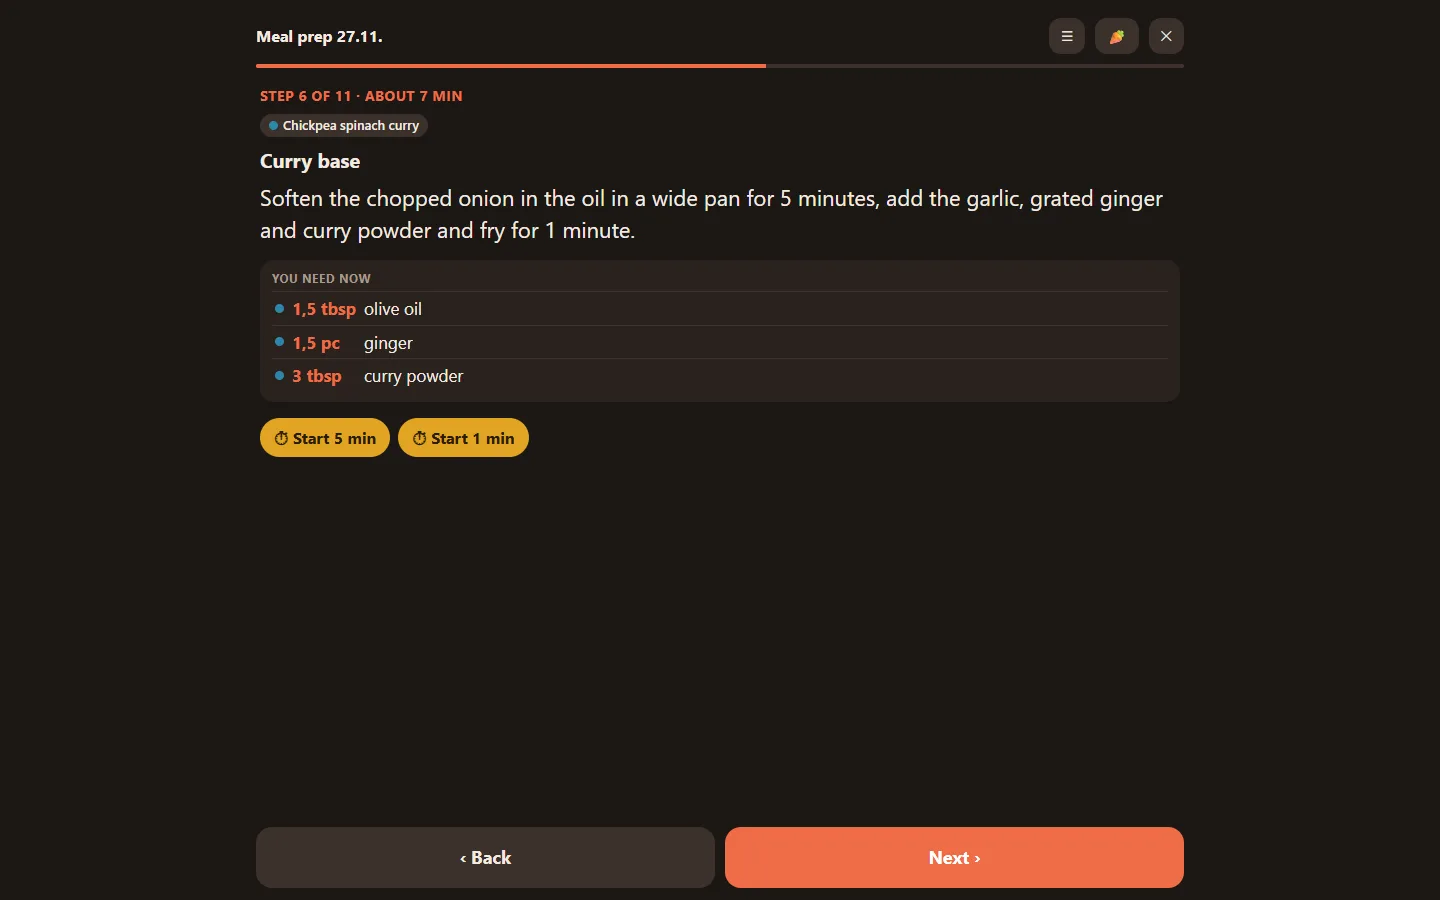 Meal prep 27.11.
STEP 6 OF 11 · ABOUT 7 MIN
Chickpea spinach curry
Curry base
Soften the chopped onion in the oil in a wide pan for 5 minutes, add the garlic, grated ginger
and curry powder and fry for 1 minute.
YOU NEED NOW
1,5 tbsp olive oil
1,5 pc ginger
3 tbsp curry powder
⏱ Start 5 min ⏱ Start 1 min
‹ Back Next ›